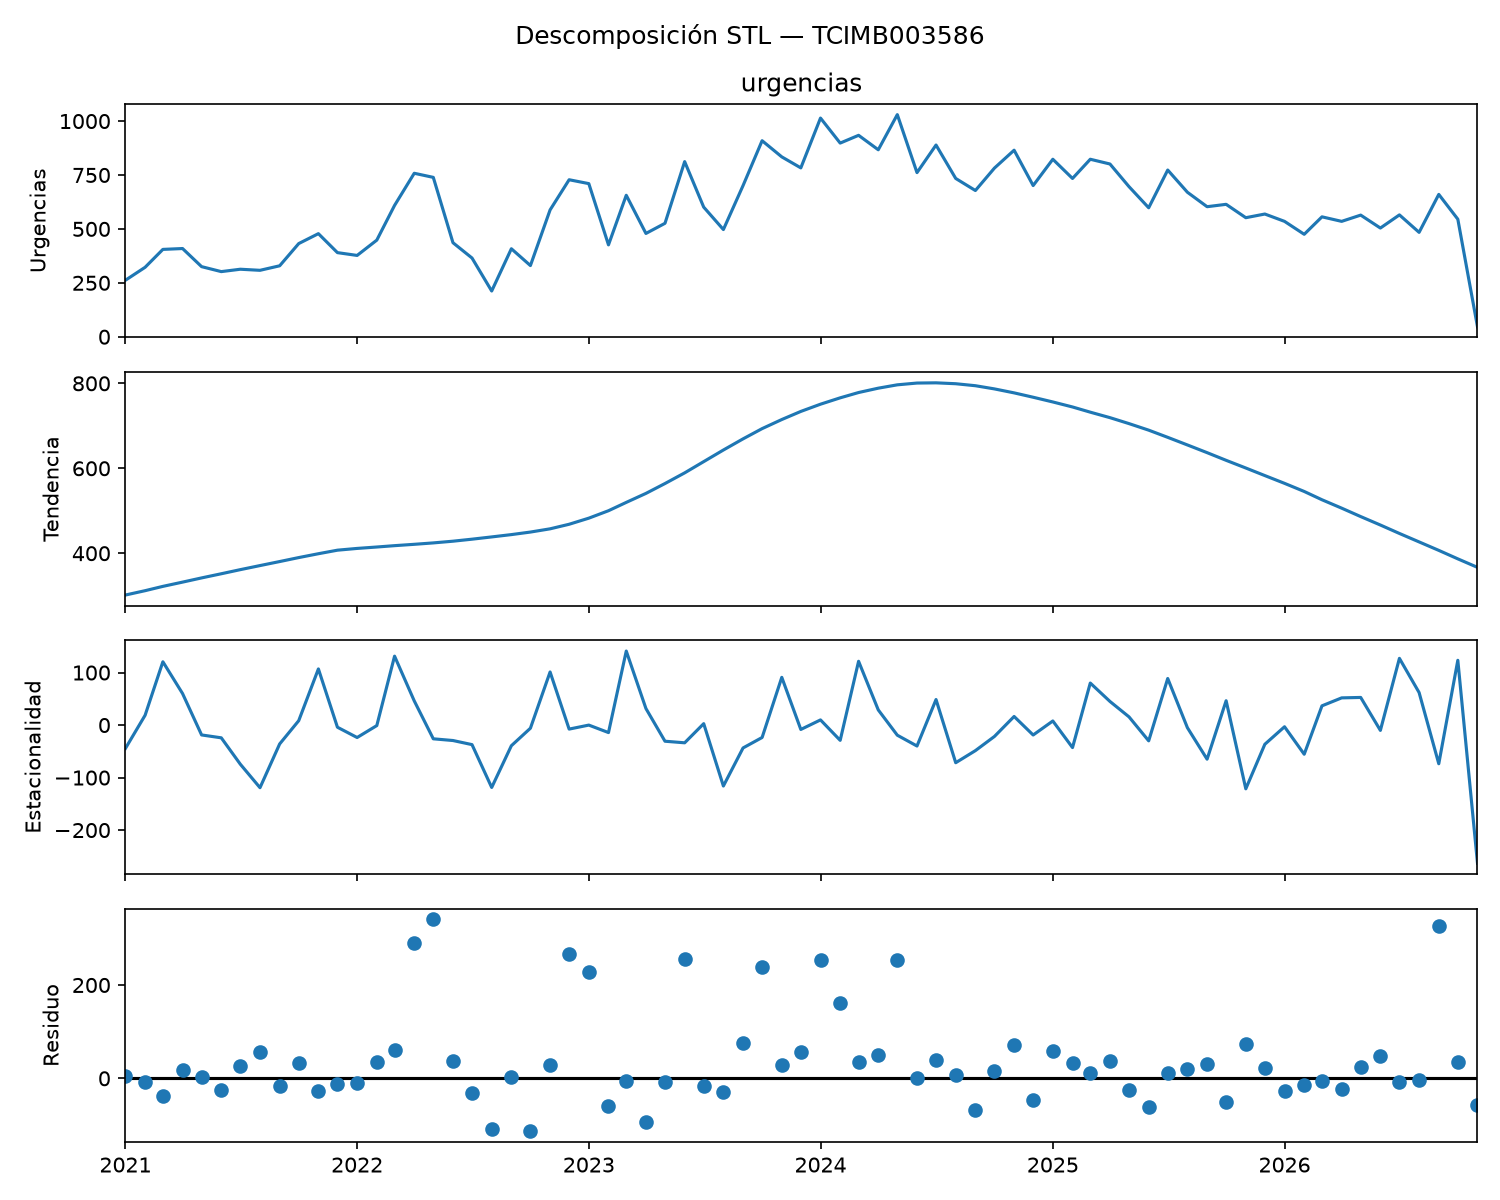 Descomposición STL — TCIMB003586
urgencias
Urgencias
1000
750
500
250
0
Tendencia
800
600
400
Estacionalidad
100
0
−100
−200
Residuo
200
0
2021 2022 2023 2024 2025 2026